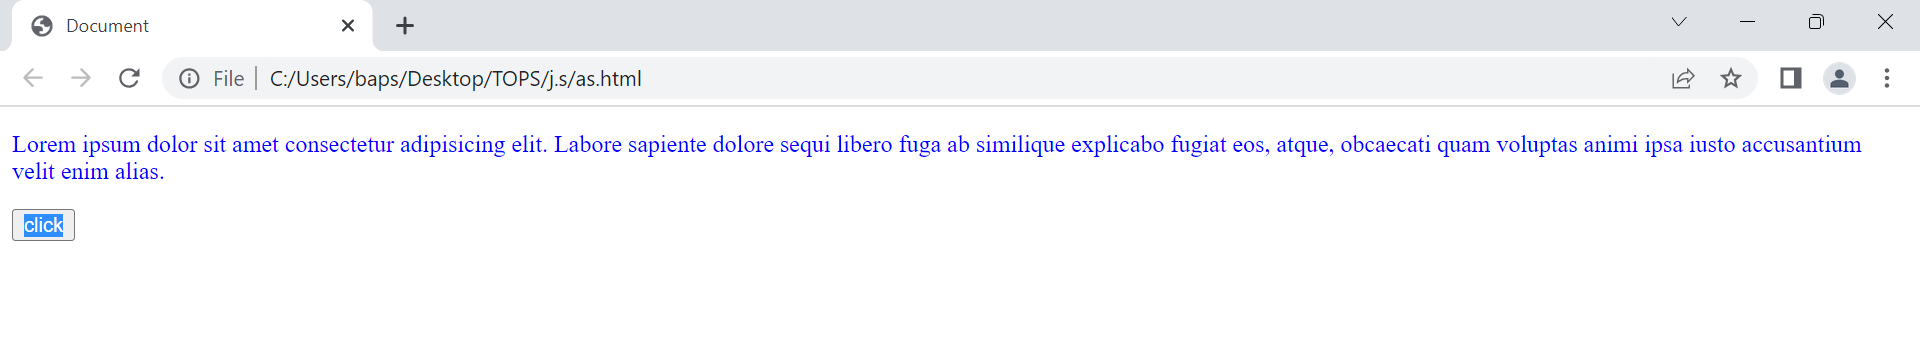 Document
File C:/Users/baps/Desktop/TOPS/j.s/as.html
Lorem ipsum dolor sit amet consectetur adipisicing elit. Labore sapiente dolore sequi libero fuga ab similique explicabo fugiat eos, atque, obcaecati quam voluptas animi ipsa iusto accusantium
velit enim alias.
click